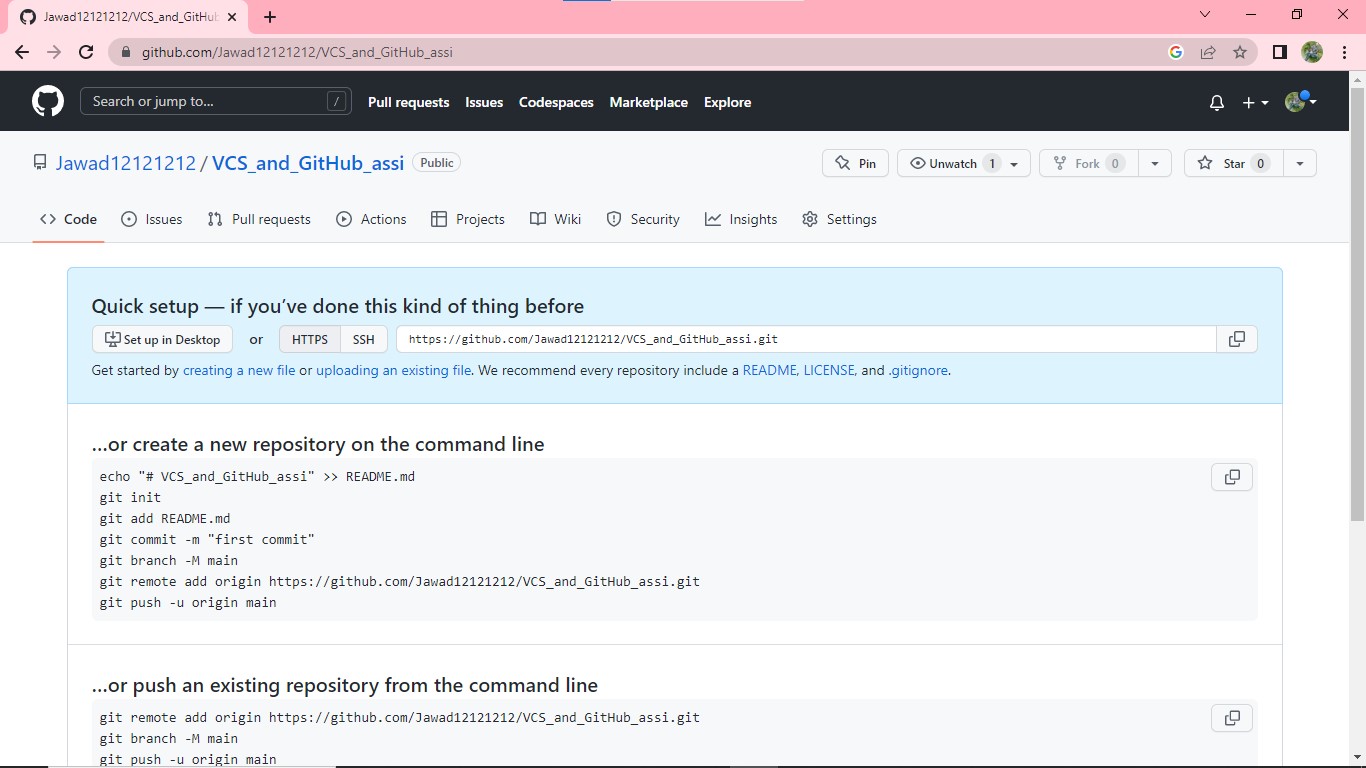 Jawad12121212/VCS_and_GitHub
github.com/Jawad12121212/VCS_and_GitHub_assi
Search or jump to... / Pull requests Issues Codespaces Marketplace Explore
Jawad12121212 / VCS_and_GitHub_assi Public Pin Unwatch 1 Fork 0 Star 0
Code Issues Pull requests Actions Projects Wiki Security Insights Settings
Quick setup — if you’ve done this kind of thing before
Set up in Desktop or HTTPS SSH https://github.com/Jawad12121212/VCS_and_GitHub_assi.git
Get started by creating a new file or uploading an existing file. We recommend every repository include a README, LICENSE, and .gitignore.
…or create a new repository on the command line
echo "# VCS_and_GitHub_assi" >> README.md
git init
git add README.md
git commit -m "first commit"
git branch -M main
git remote add origin https://github.com/Jawad12121212/VCS_and_GitHub_assi.git
git push -u origin main
…or push an existing repository from the command line
git remote add origin https://github.com/Jawad12121212/VCS_and_GitHub_assi.git
git branch -M main
git push -u origin main